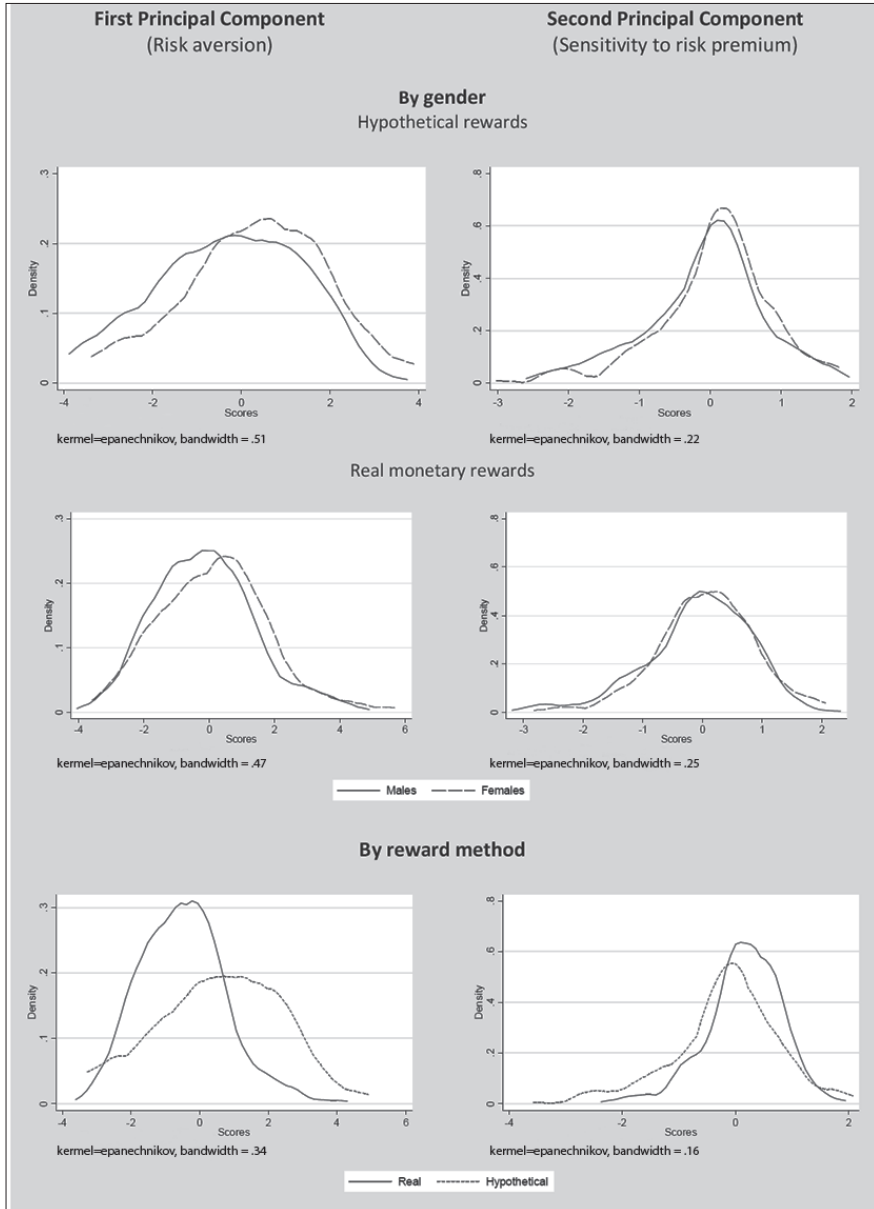 First Principal Component
(Risk aversion)
Second Principal Component
(Sensitivity to risk premium)
By gender
Hypothetical rewards
.3
.2
.1
0
Density
-4
-2
0
2
4
Scores
kernel=epanechnikov, bandwidth = .51
.8
.6
.4
.2
0
Density
-3
-2
-1
0
1
2
Scores
kernel=epanechnikov, bandwidth = .22
Real monetary rewards
.3
.2
.1
0
Density
-4
-2
0
2
4
6
Scores
kernel=epanechnikov, bandwidth = .47
.8
.6
.4
.2
0
Density
-3
-2
-1
0
1
2
Scores
kernel=epanechnikov, bandwidth = .25
Males
Females
By reward method
.3
.2
.1
0
Density
-4
-2
0
2
4
6
Scores
kernel=epanechnikov, bandwidth = .34
.8
.6
.4
.2
0
Density
-4
-2
0
2
Scores
kernel=epanechnikov, bandwidth = .16
Real
Hypothetical